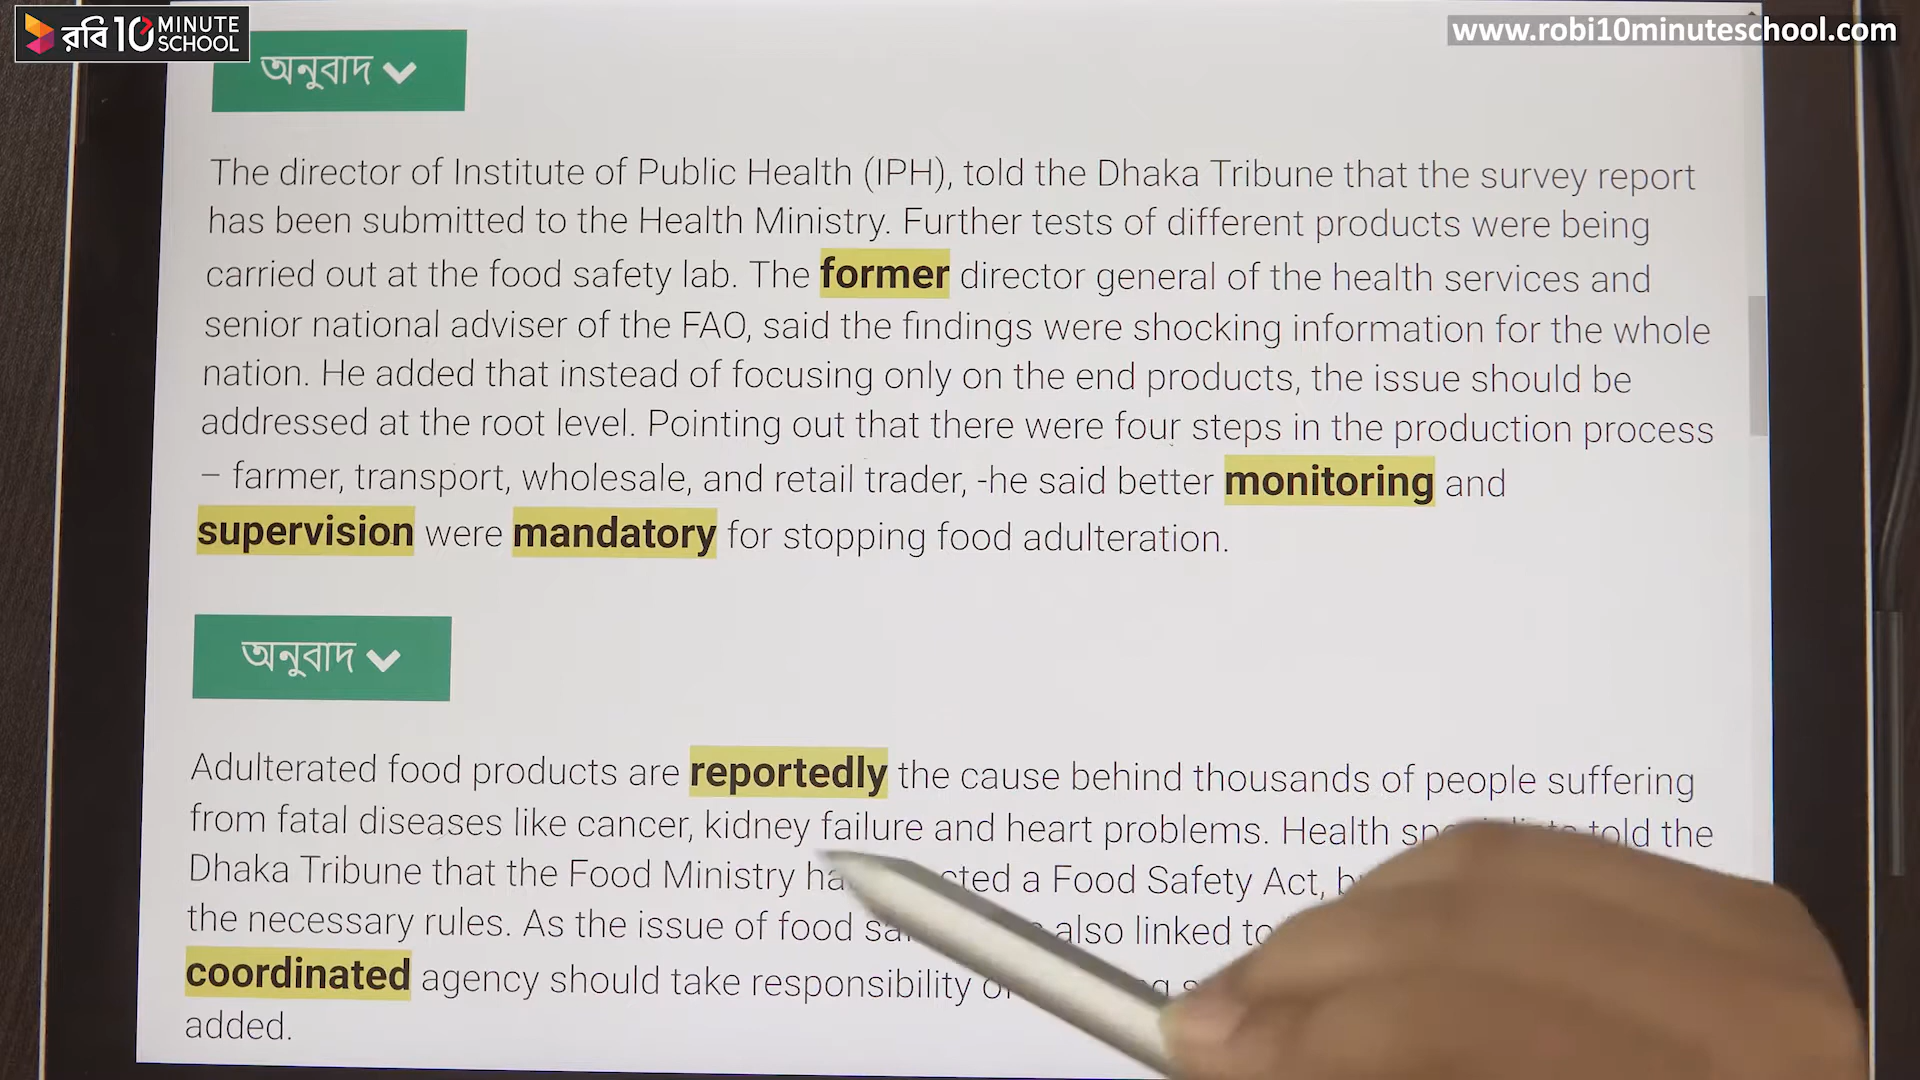 রবি 10 MINUTE SCHOOL
www.robi10minuteschool.com
অনুবাদ
The director of Institute of Public Health (IPH), told the Dhaka Tribune that the survey report
has been submitted to the Health Ministry. Further tests of different products were being
carried out at the food safety lab. The former director general of the health services and
senior national adviser of the FAO, said the findings were shocking information for the whole
nation. He added that instead of focusing only on the end products, the issue should be
addressed at the root level. Pointing out that there were four steps in the production process
– farmer, transport, wholesale, and retail trader, -he said better monitoring and
supervision were mandatory for stopping food adulteration.
অনুবাদ
Adulterated food products are reportedly the cause behind thousands of people suffering
from fatal diseases like cancer, kidney failure and heart problems. Health told the
Dhaka Tribune that the Food Ministry a Food Safety Act,
the necessary rules. As the issue of food also linked to
coordinated agency should take responsibility
added.